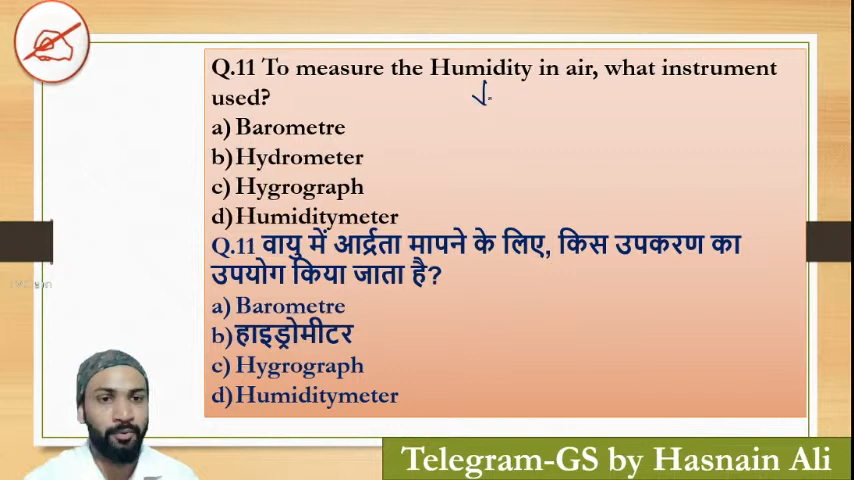 Q.11 To measure the Humidity in air, what instrument
used?
a) Barometre
b) Hydrometer
c) Hygrograph
d) Humiditymeter
Q.11 वायु में आर्द्रता मापने के लिए, किस उपकरण का
उपयोग किया जाता है?
a) Barometre
b) हाइड्रोमीटर
c) Hygrograph
d) Humiditymeter
Telegram-GS by Hasnain Ali